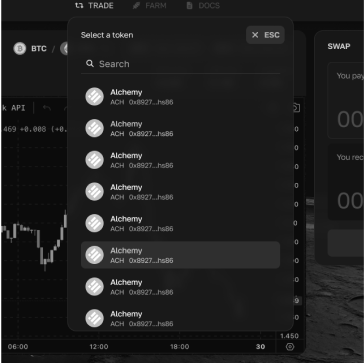 TRADE
FARM
DOCS
BTC /
Select a token
ESC
SWAP
Search
You pay
Alchemy
ACH 0x8927...hs86
k API
Alchemy
ACH 0x8927...hs86
469 +0.008 (+0.
00
Alchemy
ACH 0x8927...hs86
You rec
Alchemy
ACH 0x8927...hs86
00
Alchemy
ACH 0x8927...hs86
Alchemy
ACH 0x8927...hs86
Alchemy
ACH 0x8927...hs86
Alchemy
ACH 0x8927...hs86
1.450
06:00
12:00
18:00
30